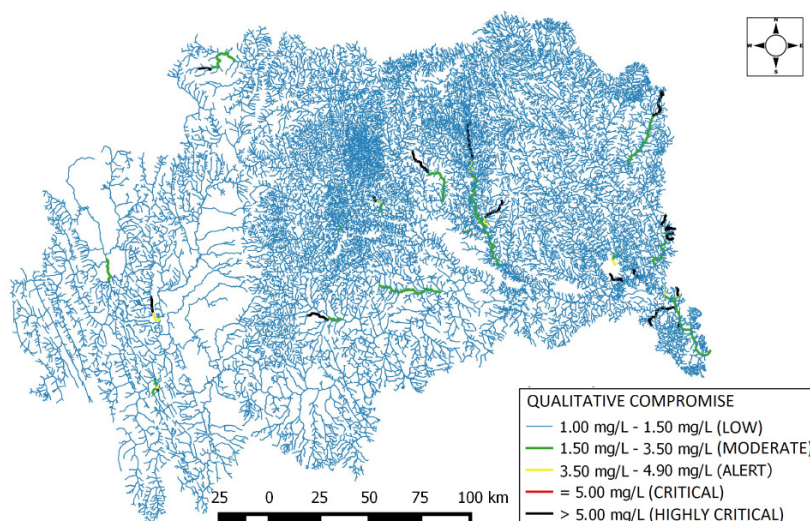 N
W E
S
QUALITATIVE COMPROMISE
1.00 mg/L - 1.50 mg/L (LOW)
1.50 mg/L - 3.50 mg/L (MODERATE)
3.50 mg/L - 4.90 mg/L (ALERT)
= 5.00 mg/L (CRITICAL)
> 5.00 mg/L (HIGHLY CRITICAL)
25 0 25 50 75 100 km